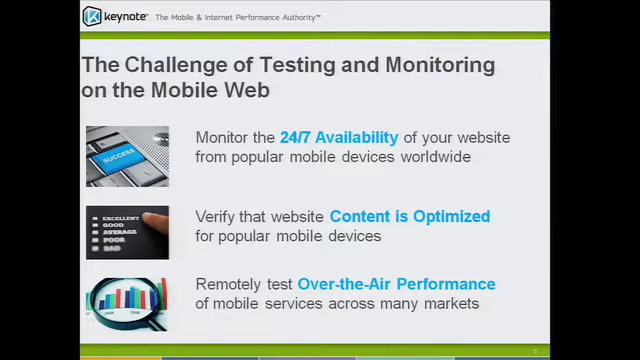 keynote™ The Mobile & Internet Performance Authority™
The Challenge of Testing and Monitoring
on the Mobile Web
SUCCESS
Monitor the 24/7 Availability of your website
from popular mobile devices worldwide
EXCELLENT
GOOD
AVERAGE
POOR
BAD
Verify that website Content is Optimized
for popular mobile devices
Remotely test Over-the-Air Performance
of mobile services across many markets